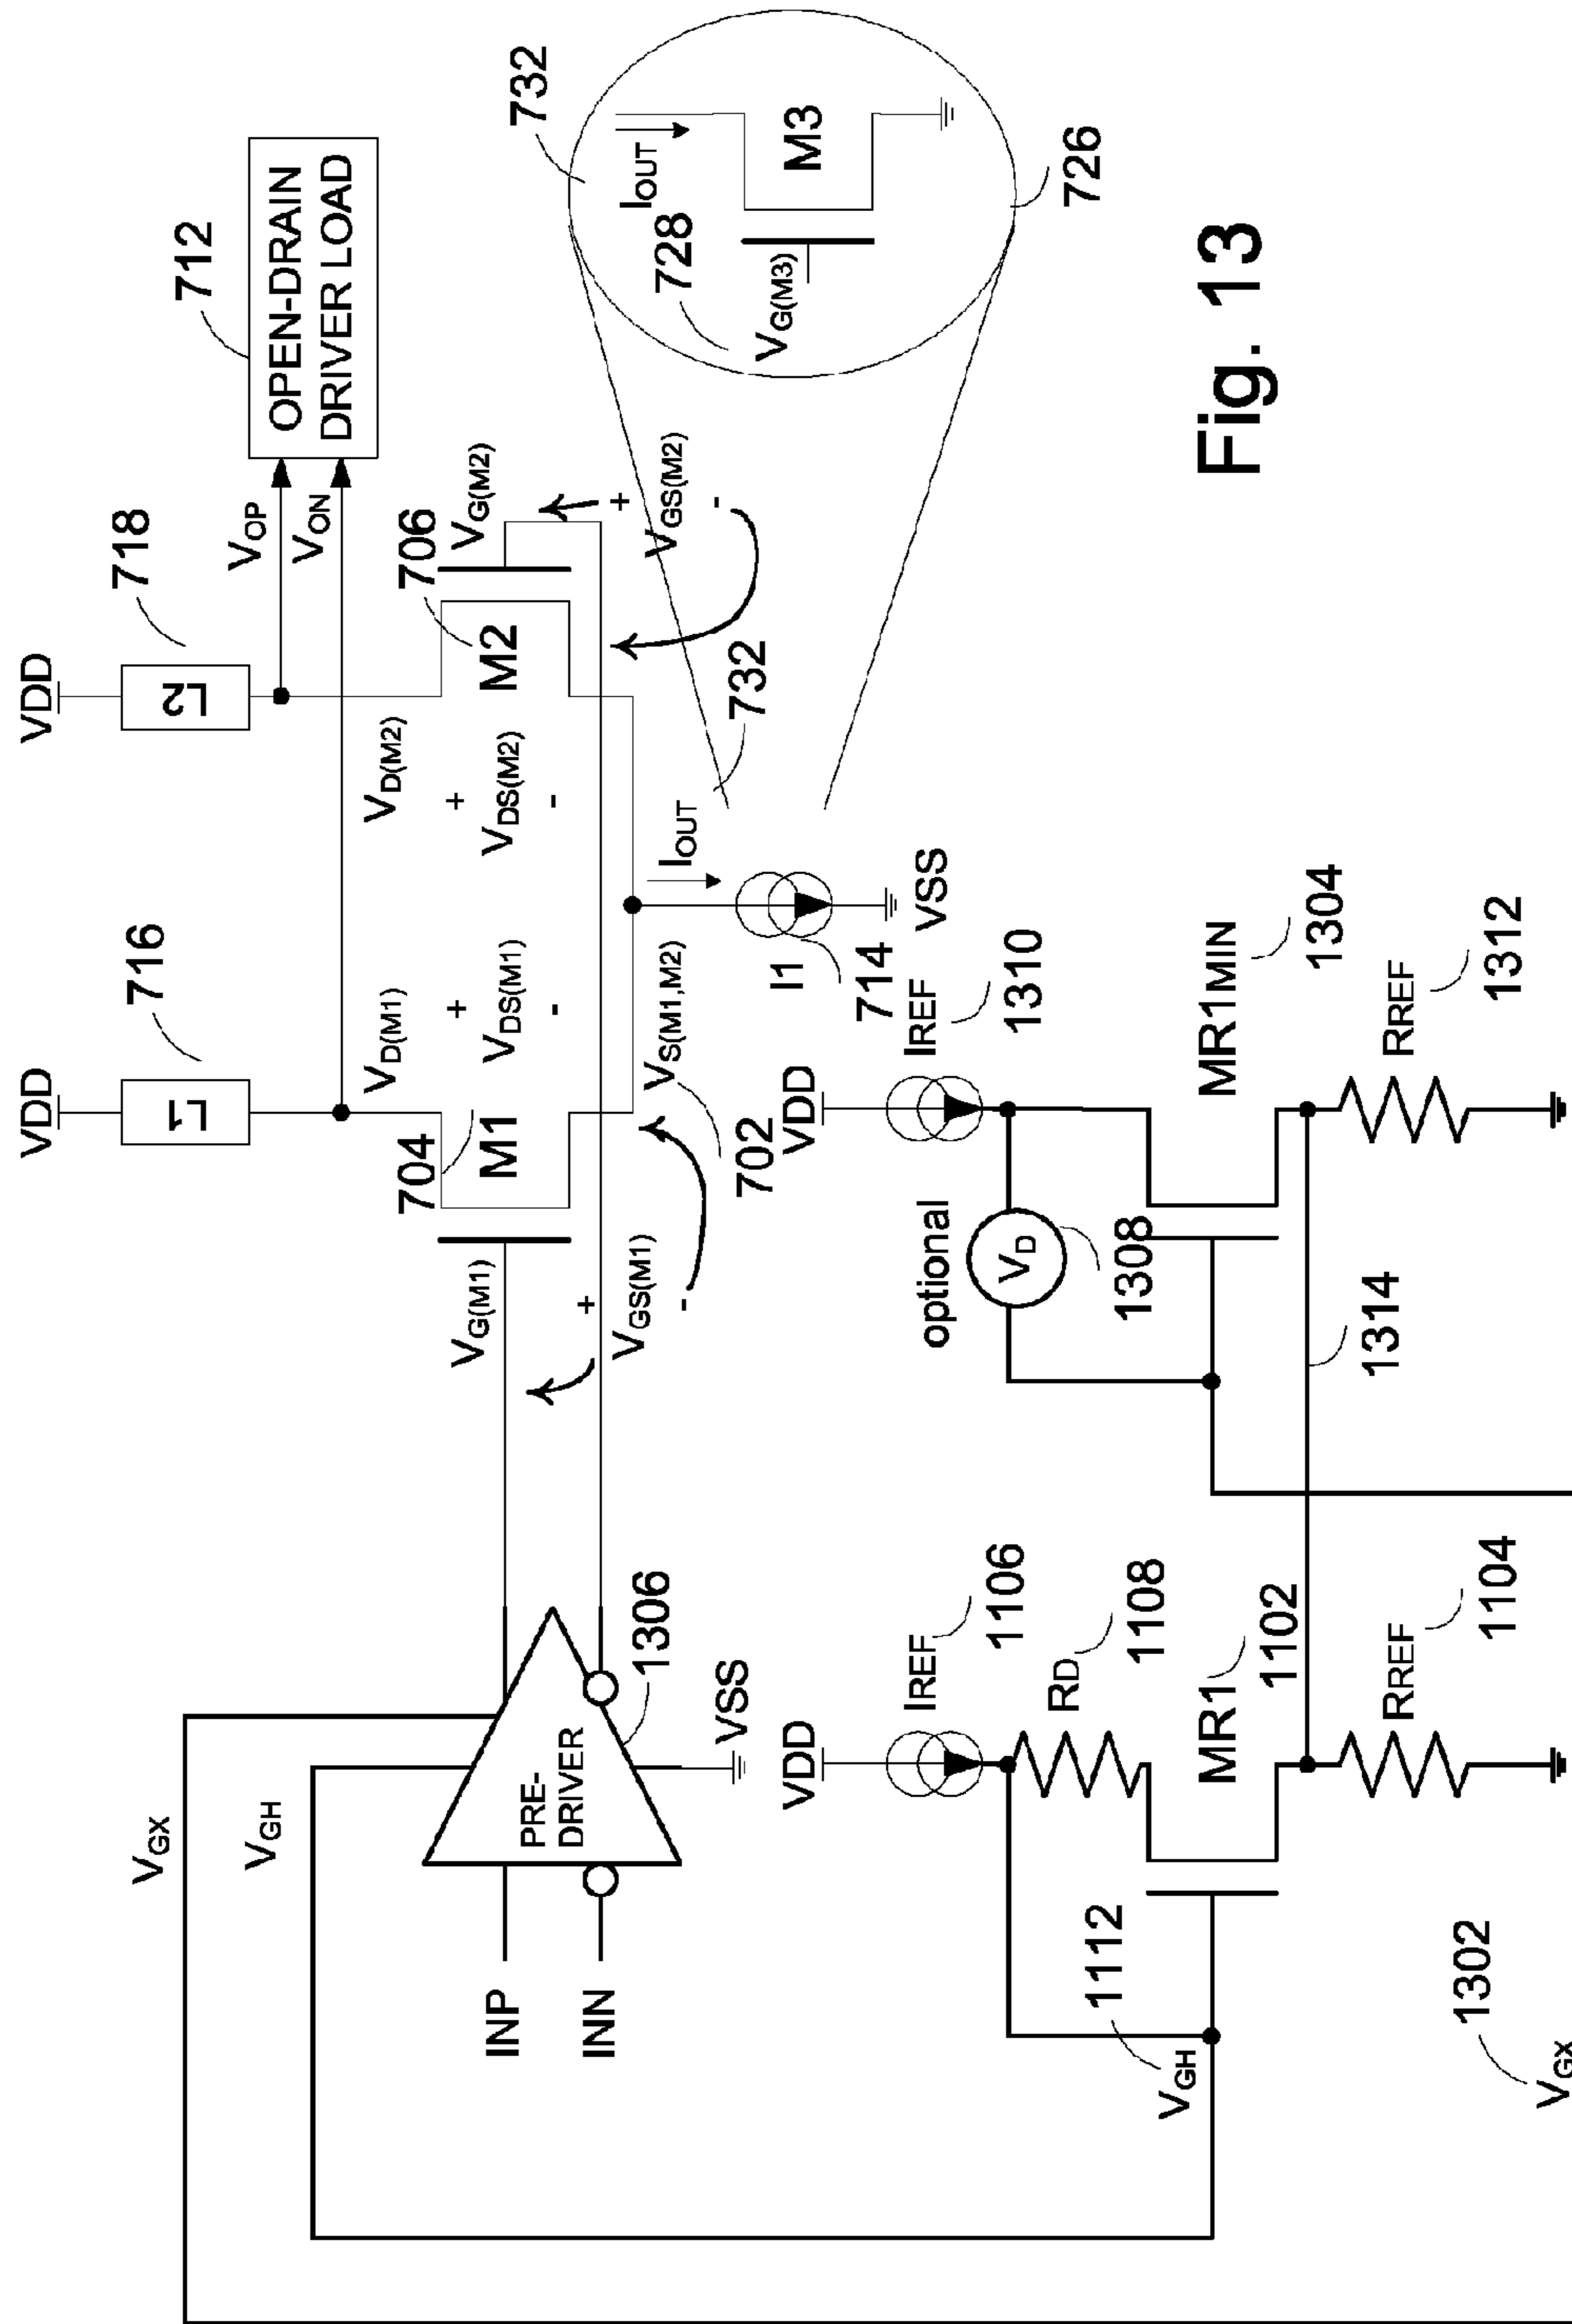 VDD
716
L1
VDD
718
L2
712
OPEN-DRAIN
DRIVER LOAD
VOP
VON
VGX
VGH
INP
INN
PRE-
DRIVER
1306
VSS
VG(M1)
+
VGS(M1)
-
704
M1
VD(M1)
+
VDS(M1)
-
VS(M1,M2)
702
VD(M2)
+
VDS(M2)
-
706
M2
VG(M2)
+
VGS(M2)
-
IOUT
I1
714
VSS
732
732
IOUT
728
VG(M3)
M3
726
VDD
IREF
1106
RD
1108
MR1
1102
RREF
1104
1112
VGH
1302
VGX
VDD
IREF
1310
optional
VD
1308
MR1MIN
1304
1314
RREF
1312
Fig. 13